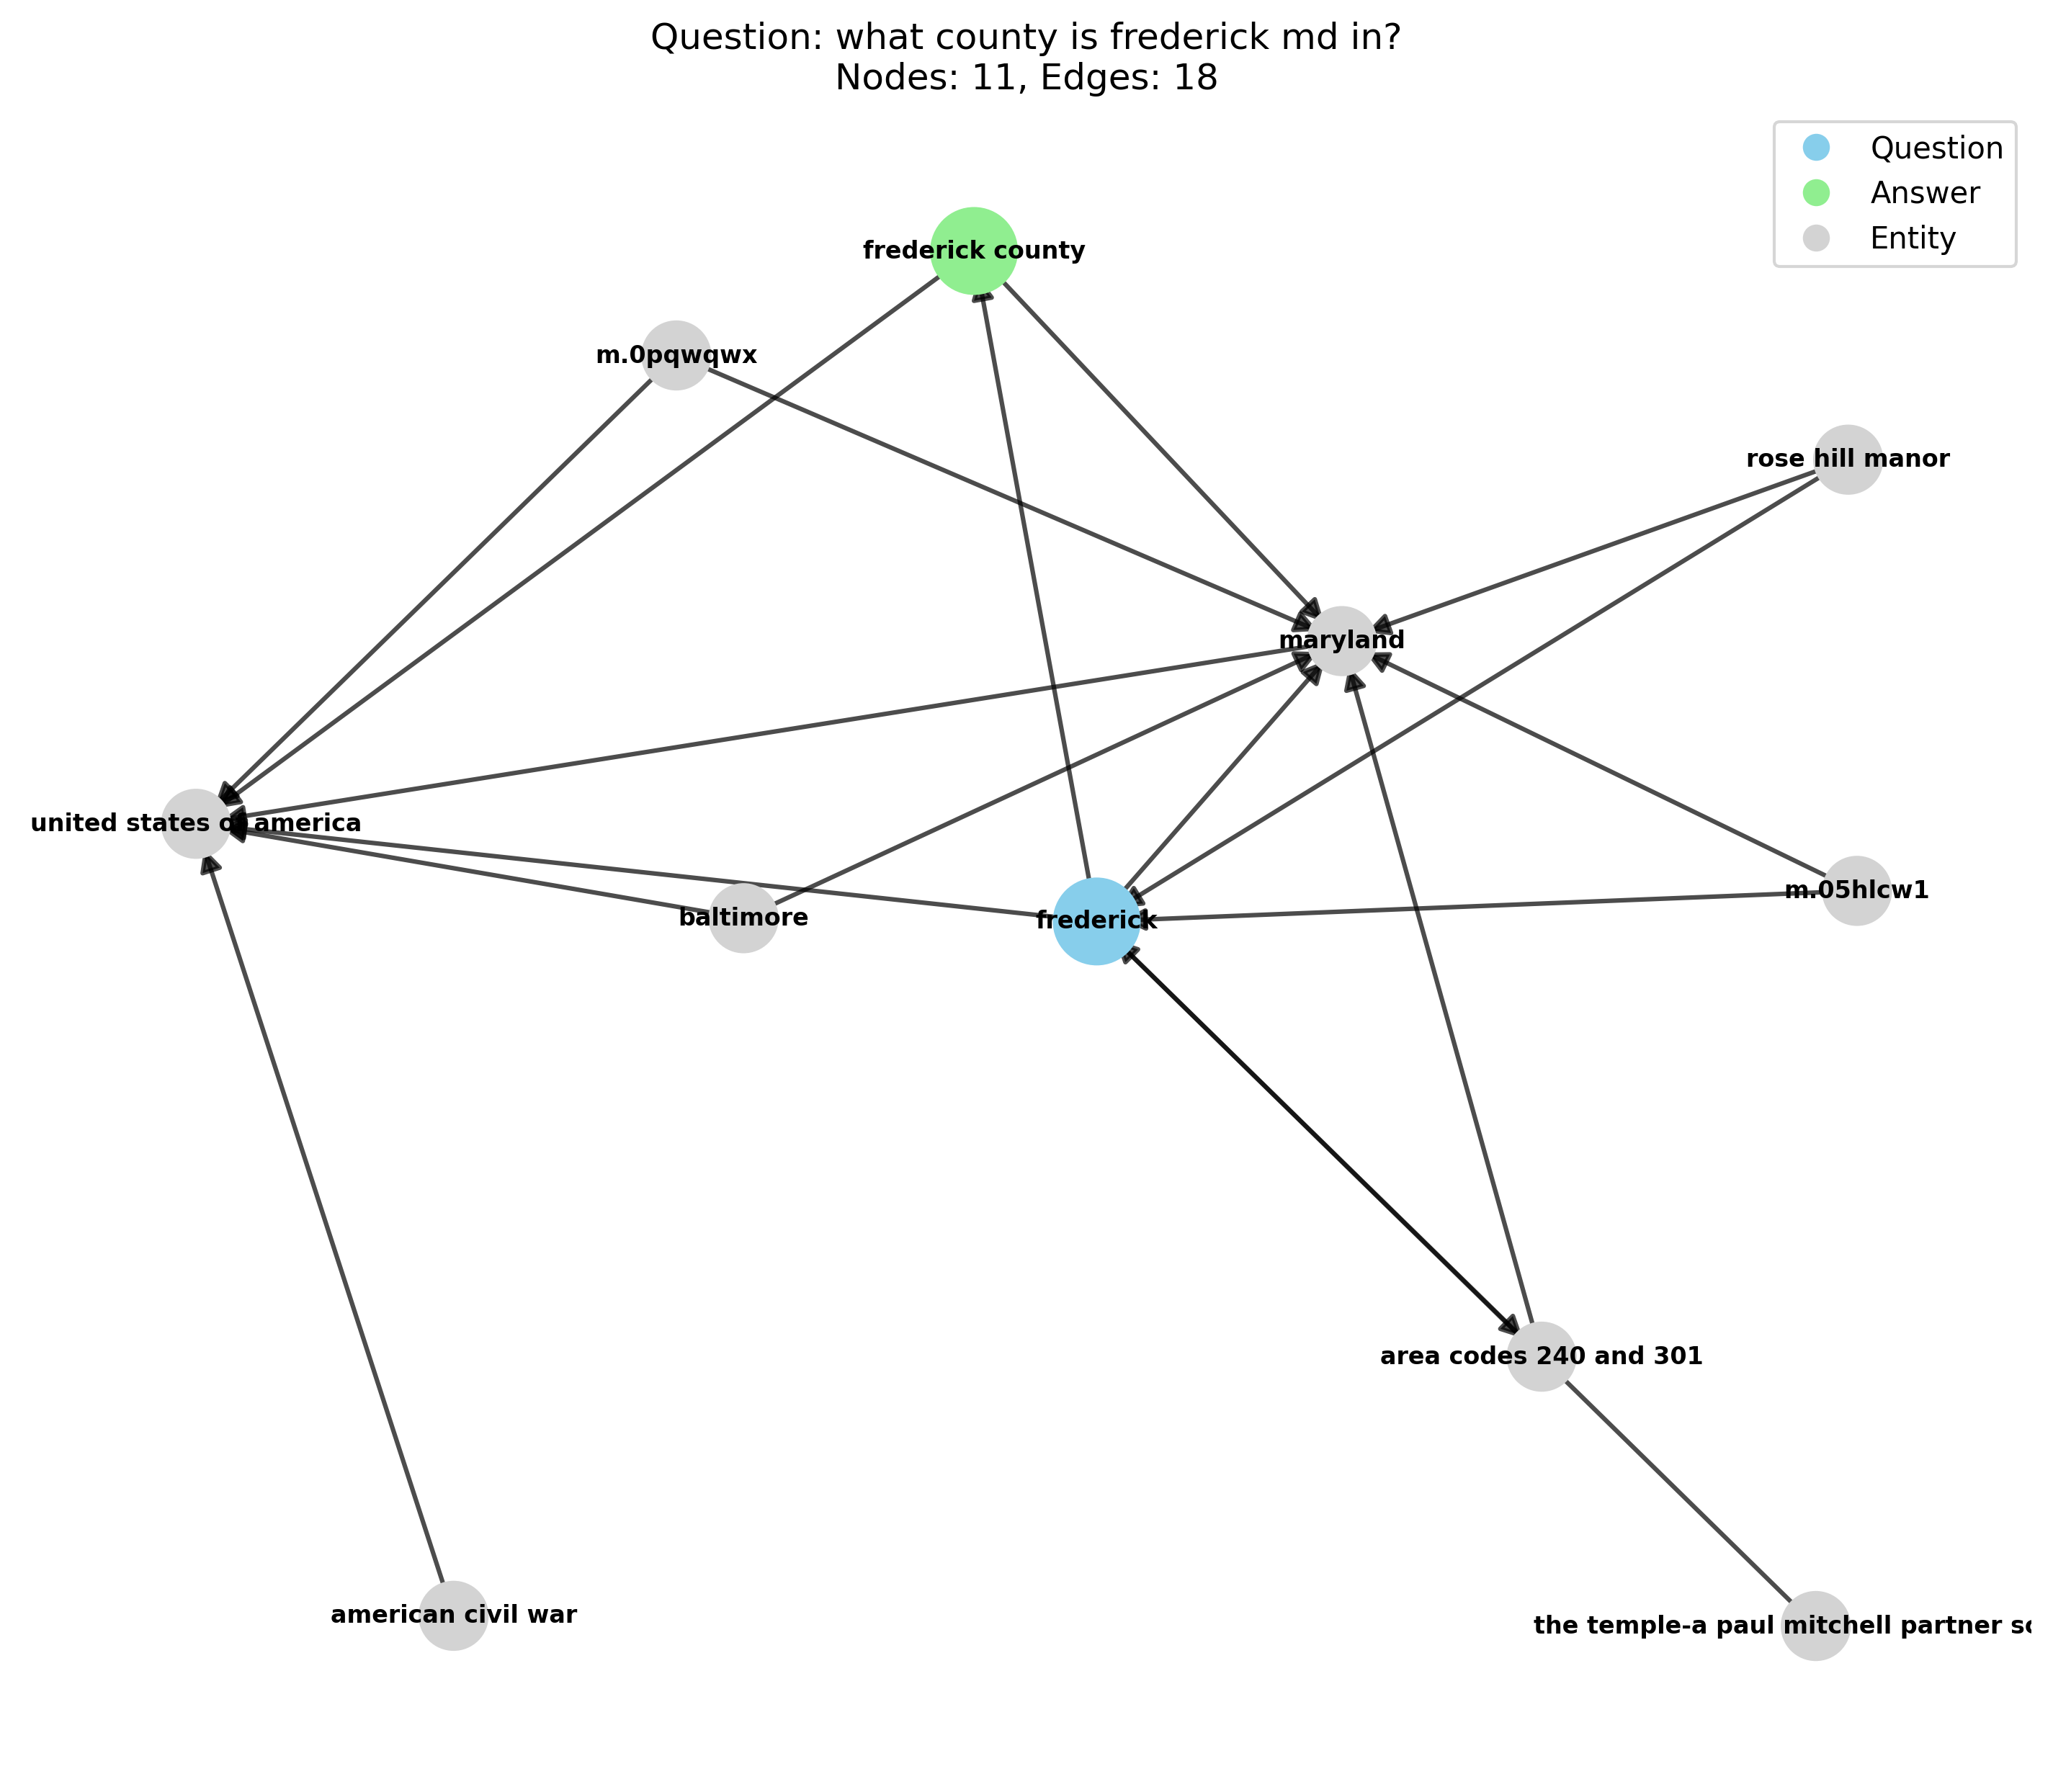 Question: what county is frederick md in?
Nodes: 11, Edges: 18
Question
Answer
Entity
frederick county
m.0pqwqwx
rose hill manor
maryland
united states of america
baltimore
frederick
m.05hlcw1
area codes 240 and 301
american civil war
the temple-a paul mitchell partner